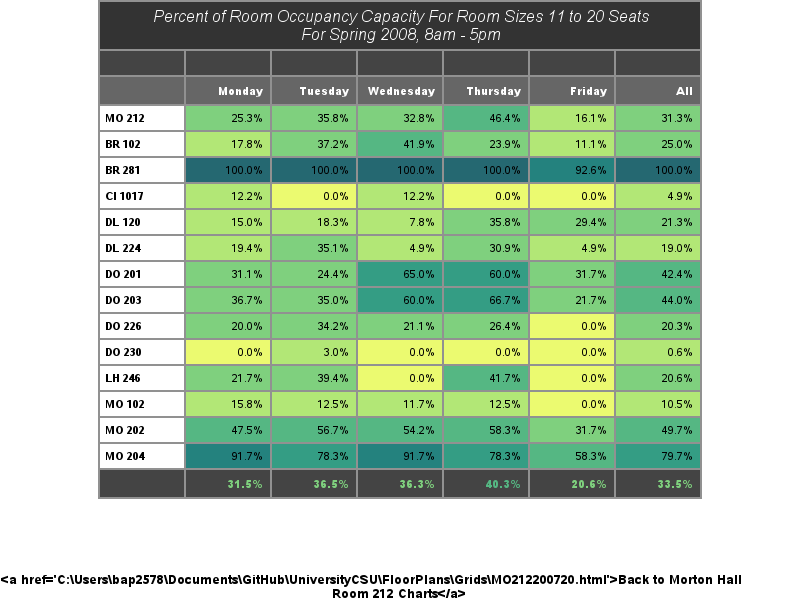 Percent of Room Occupancy Capacity For Room Sizes 11 to 20 Seats
For Spring 2008, 8am - 5pm
Monday Tuesday Wednesday Thursday Friday All
MO 212 25.3% 35.8% 32.8% 46.4% 16.1% 31.3%
BR 102 17.8% 37.2% 41.9% 23.9% 11.1% 25.0%
BR 281 100.0% 100.0% 100.0% 100.0% 92.6% 100.0%
CI 1017 12.2% 0.0% 12.2% 0.0% 0.0% 4.9%
DL 120 15.0% 18.3% 7.8% 35.8% 29.4% 21.3%
DL 224 19.4% 35.1% 4.9% 30.9% 4.9% 19.0%
DO 201 31.1% 24.4% 65.0% 60.0% 31.7% 42.4%
DO 203 36.7% 35.0% 60.0% 66.7% 21.7% 44.0%
DO 226 20.0% 34.2% 21.1% 26.4% 0.0% 20.3%
DO 230 0.0% 3.0% 0.0% 0.0% 0.0% 0.6%
LH 246 21.7% 39.4% 0.0% 41.7% 0.0% 20.6%
MO 102 15.8% 12.5% 11.7% 12.5% 0.0% 10.5%
MO 202 47.5% 56.7% 54.2% 58.3% 31.7% 49.7%
MO 204 91.7% 78.3% 91.7% 78.3% 58.3% 79.7%
31.5% 36.5% 36.3% 40.3% 20.6% 33.5%
<a href='C:\Users\bap2578\Documents\GitHub\UniversityCSU\FloorPlans\Grids\MO212200720.html'>Back to Morton Hall
Room 212 Charts</a>